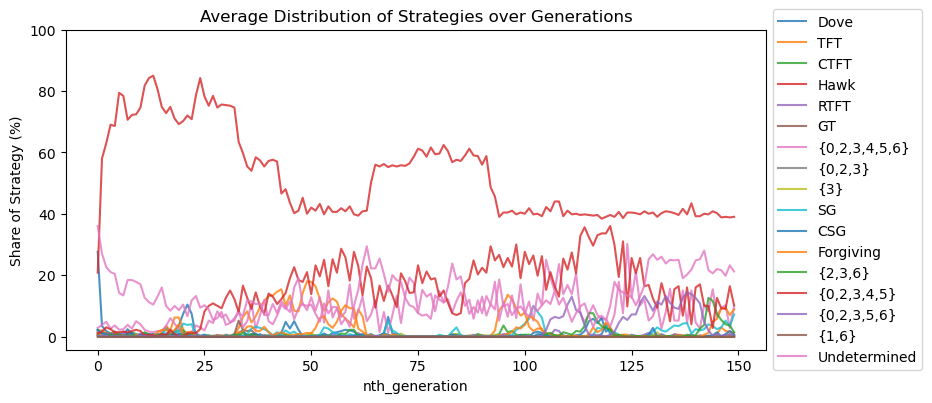 Average Distribution of Strategies over Generations
100
80
60
40
20
0
Share of Strategy (%)
0
25
50
75
100
125
150
nth_generation
Dove
TFT
CTFT
Hawk
RTFT
GT
{0,2,3,4,5,6}
{0,2,3}
{3}
SG
CSG
Forgiving
{2,3,6}
{0,2,3,4,5}
{0,2,3,5,6}
{1,6}
Undetermined